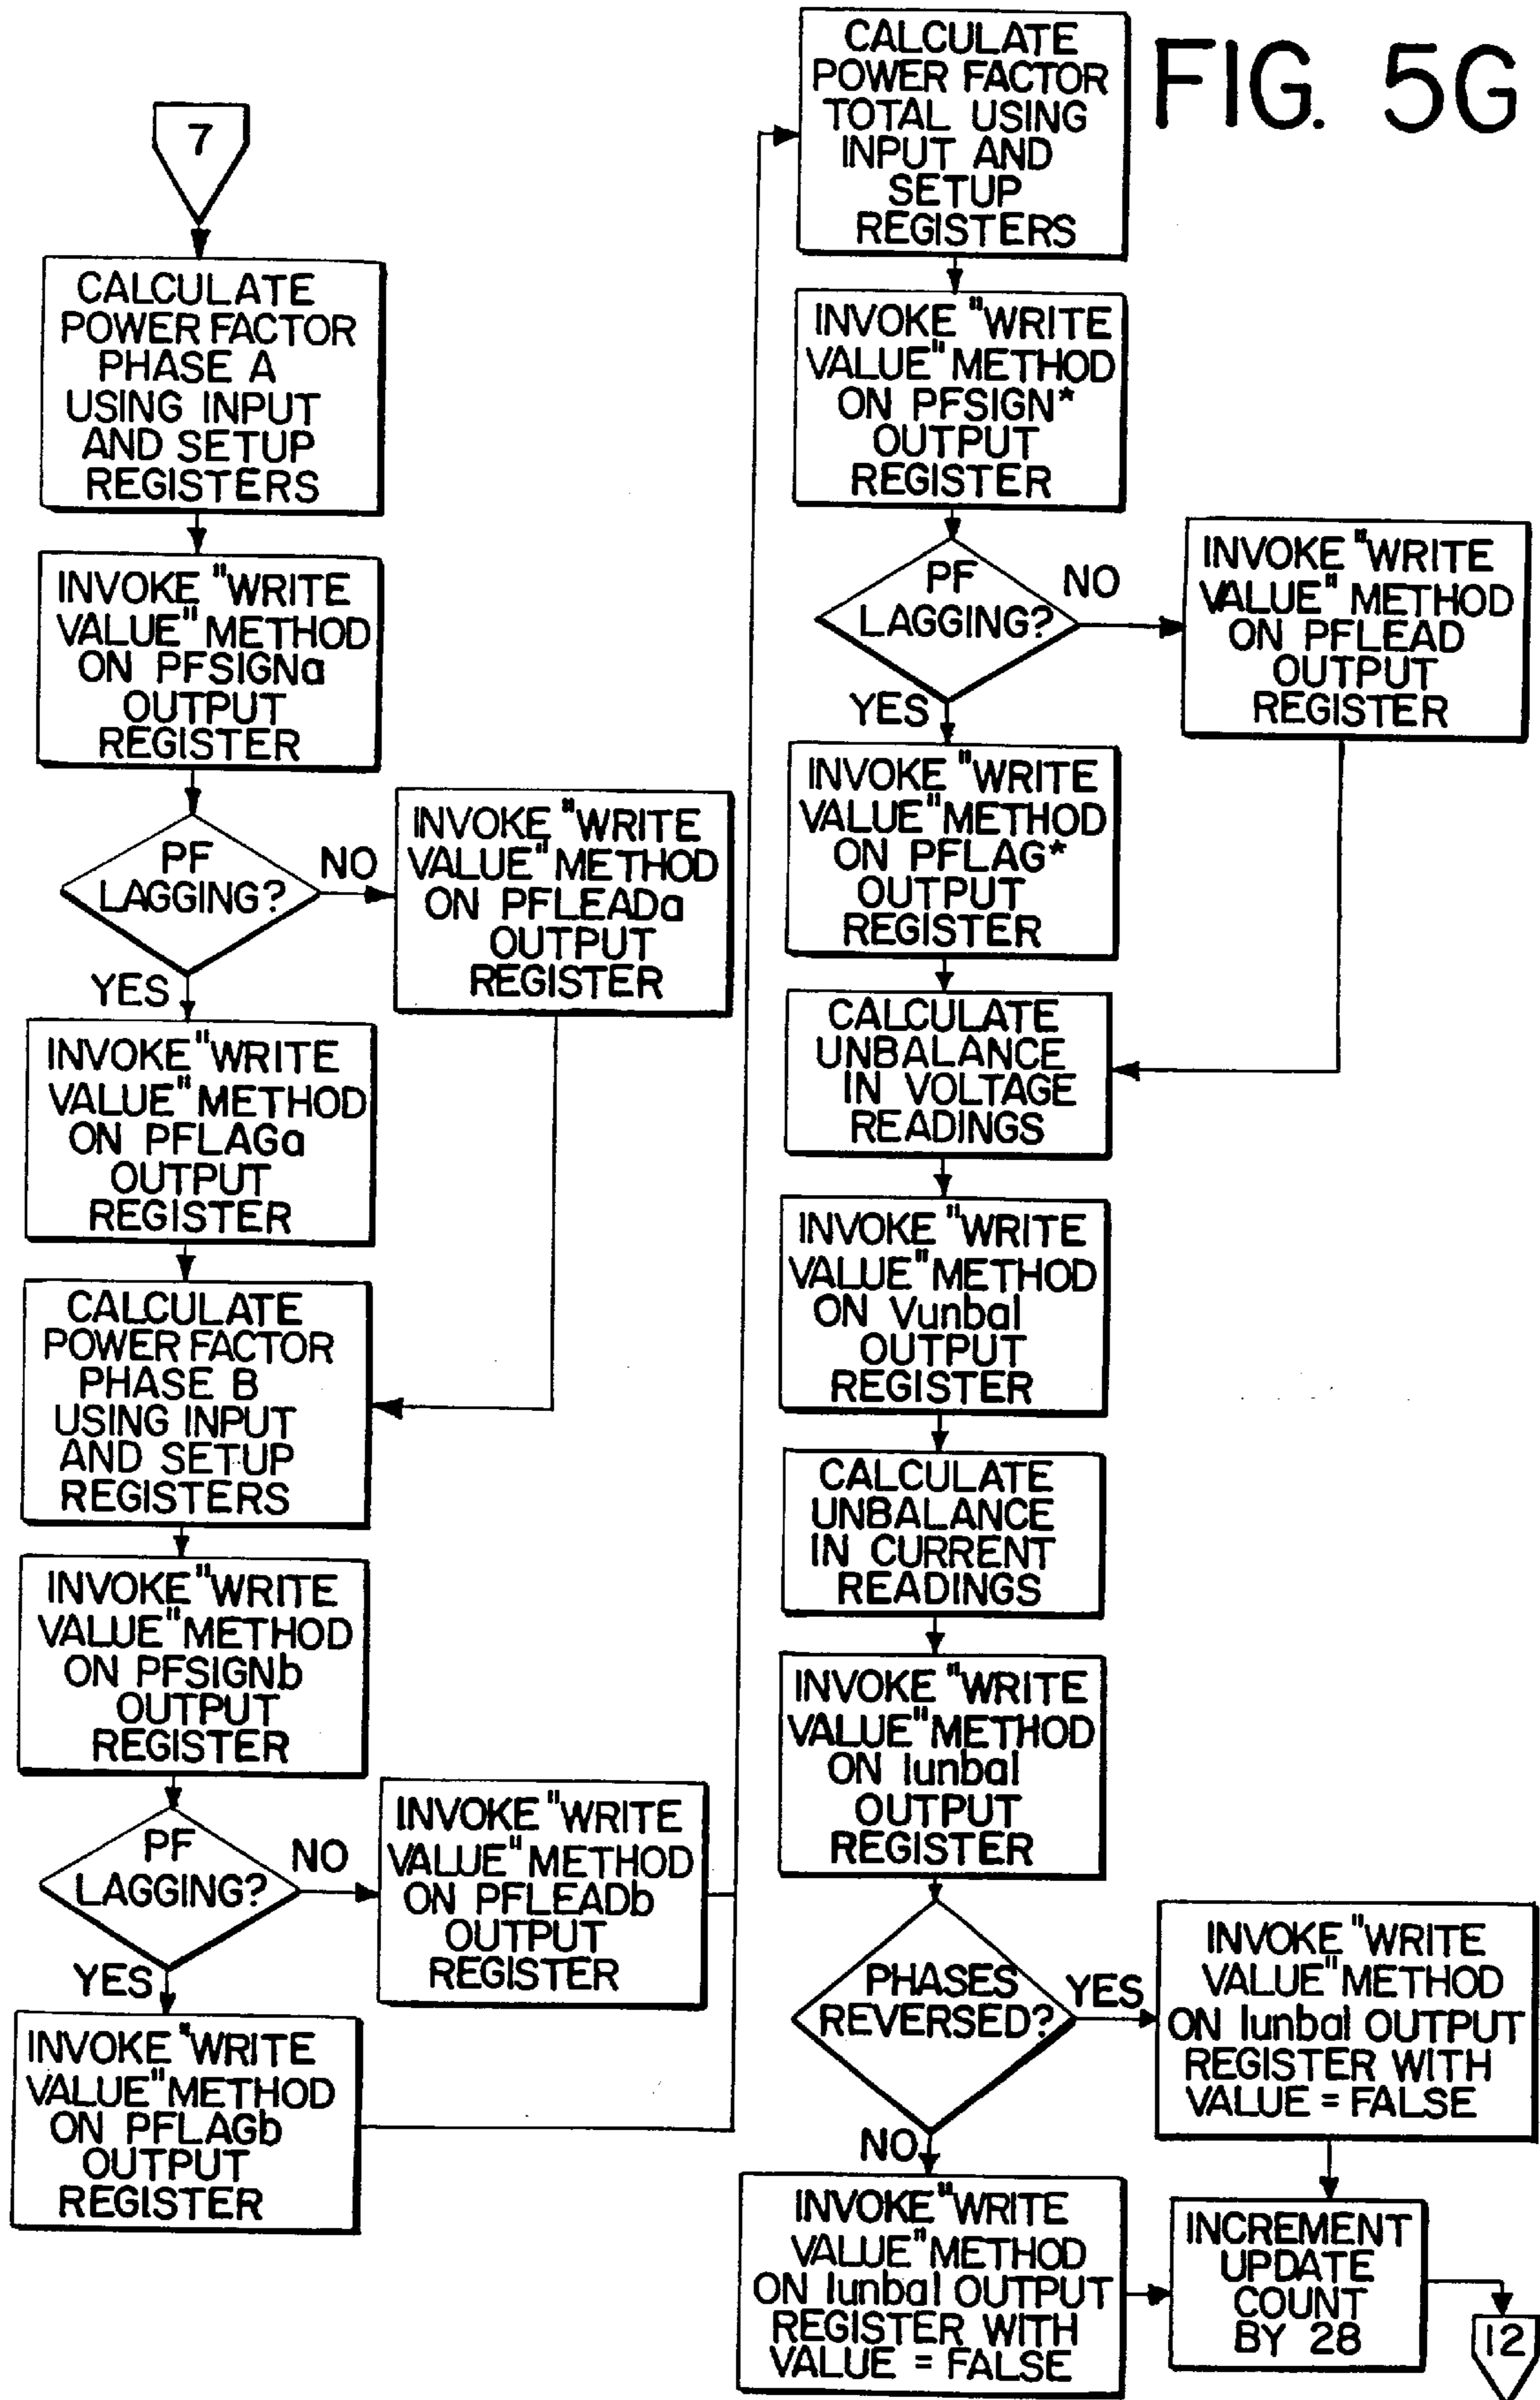 FIG. 5G
7
CALCULATE
POWER FACTOR
PHASE A
USING INPUT
AND SETUP
REGISTERS
INVOKE "WRITE
VALUE" METHOD
ON PFSIGNa
OUTPUT
REGISTER
PF
LAGGING?
NO
YES
INVOKE "WRITE
VALUE" METHOD
ON PFLEADa
OUTPUT
REGISTER
INVOKE "WRITE
VALUE" METHOD
ON PFLAGa
OUTPUT
REGISTER
CALCULATE
POWER FACTOR
PHASE B
USING INPUT
AND SETUP
REGISTERS
INVOKE "WRITE
VALUE" METHOD
ON PFSIGNb
OUTPUT
REGISTER
PF
LAGGING?
NO
YES
INVOKE "WRITE
VALUE" METHOD
ON PFLEADb
OUTPUT
REGISTER
INVOKE "WRITE
VALUE" METHOD
ON PFLAGb
OUTPUT
REGISTER
CALCULATE
POWER FACTOR
TOTAL USING
INPUT AND
SETUP
REGISTERS
INVOKE "WRITE
VALUE" METHOD
ON PFSIGN*
OUTPUT
REGISTER
PF
LAGGING?
NO
YES
INVOKE "WRITE
VALUE" METHOD
ON PFLEAD
OUTPUT
REGISTER
INVOKE "WRITE
VALUE" METHOD
ON PFLAG*
OUTPUT
REGISTER
CALCULATE
UNBALANCE
IN VOLTAGE
READINGS
INVOKE "WRITE
VALUE" METHOD
ON Vunbal
OUTPUT
REGISTER
CALCULATE
UNBALANCE
IN CURRENT
READINGS
INVOKE "WRITE
VALUE" METHOD
ON Iunbal
OUTPUT
REGISTER
PHASES
REVERSED?
YES
NO
INVOKE "WRITE
VALUE" METHOD
ON Iunbal OUTPUT
REGISTER WITH
VALUE = FALSE
INVOKE "WRITE
VALUE" METHOD
ON Iunbal OUTPUT
REGISTER WITH
VALUE = FALSE
INCREMENT
UPDATE
COUNT
BY 28
12